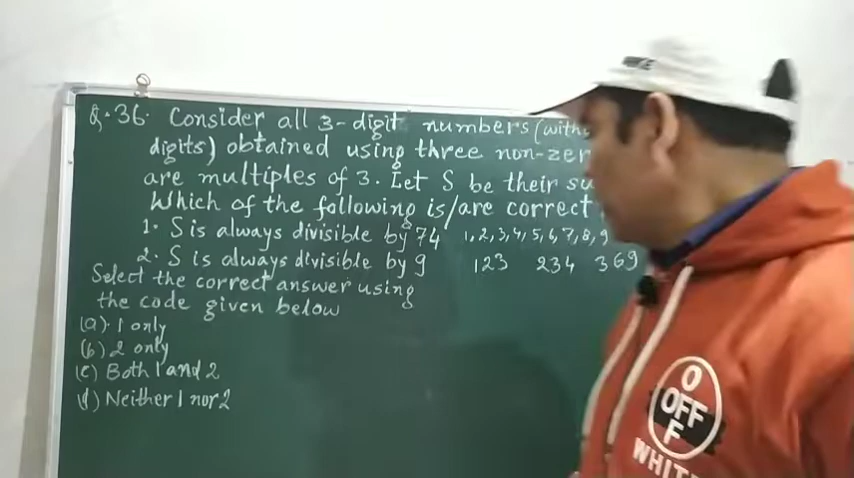 Q.36. Consider all 3-digit numbers (with
digits) obtained using three non-zer
are multiples of 3. Let S be their su
Which of the following is/are correct
1. S is always divisible by 74 1,2,3,4,5,6,7,8,9
2. S is always divisible by 9 123 234 369
Select the correct answer using
the code given below
(a). 1 only
(b) 2 only
(c) Both 1 and 2
(d) Neither 1 nor 2
NIKE
O
OFF
F
WHIT